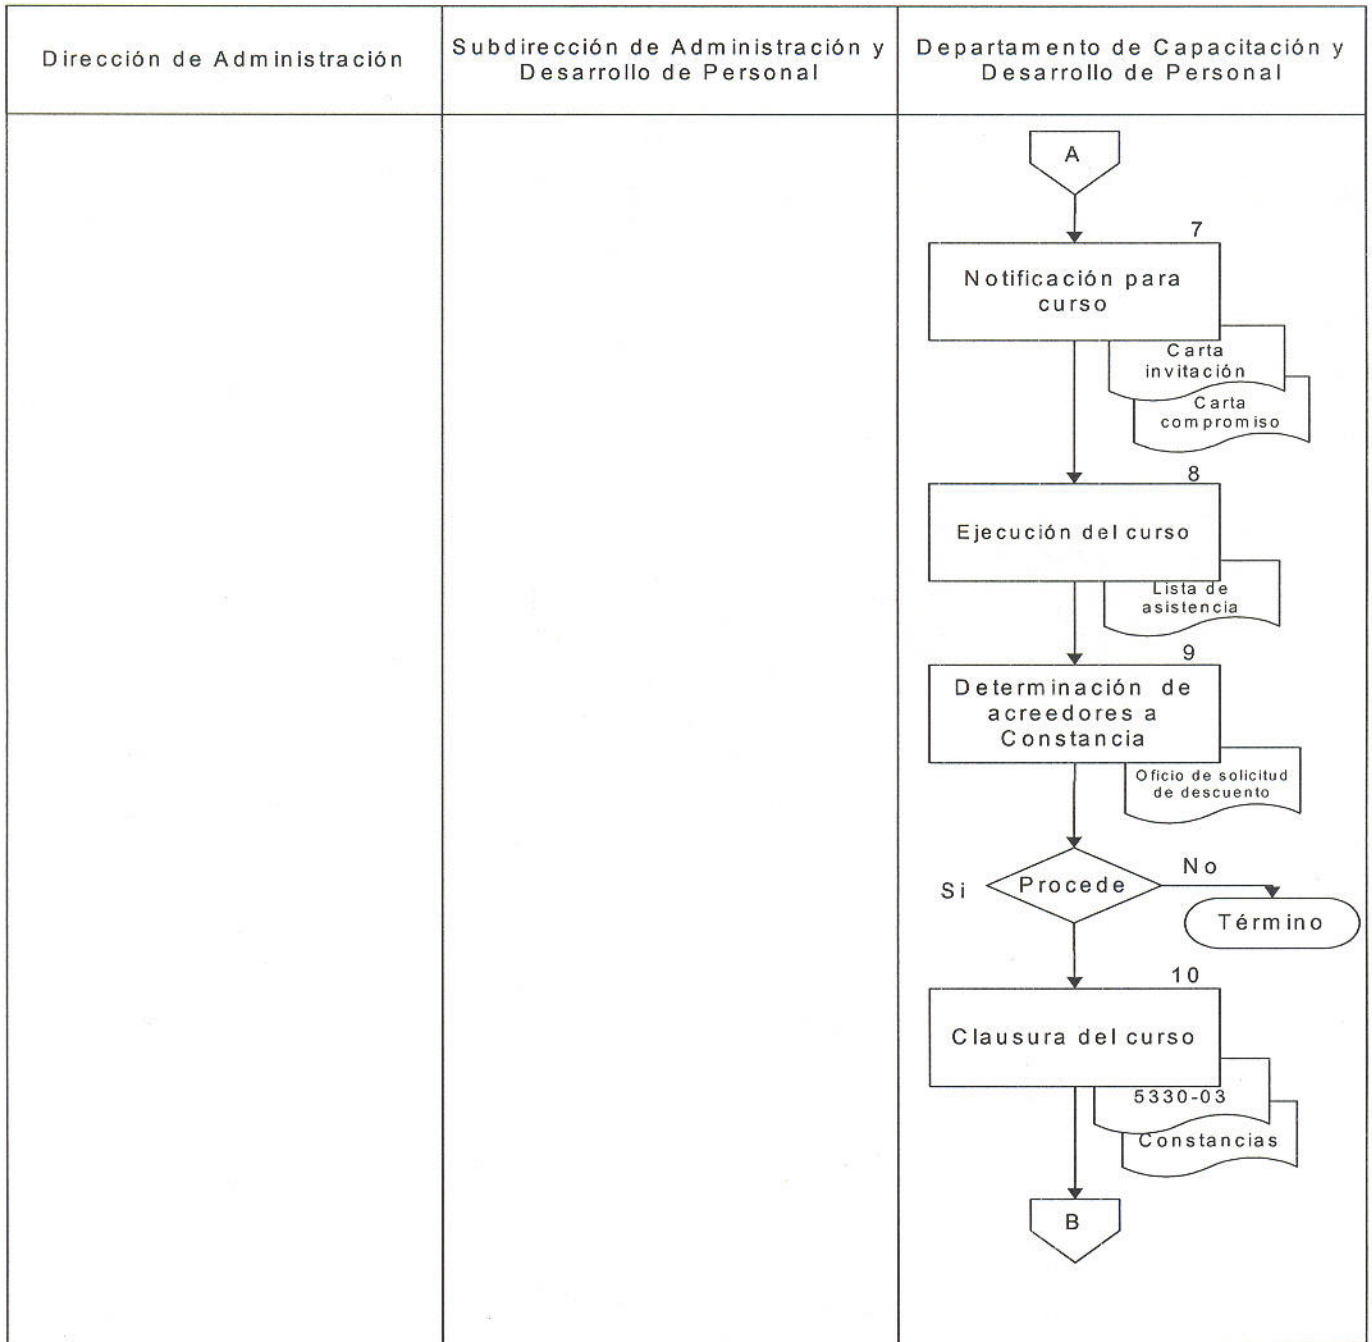 Dirección de Administración
Subdirección de Administración y
Desarrollo de Personal
Departamento de Capacitación y
Desarrollo de Personal
A
7
Notificación para
curso
Carta
invitación
Carta
compromiso
8
Ejecución del curso
Lista de
asistencia
9
Determinación de
acreedores a
Constancia
Oficio de solicitud
de descuento
Si
Procede
No
Término
10
Clausura del curso
5330-03
Constancias
B